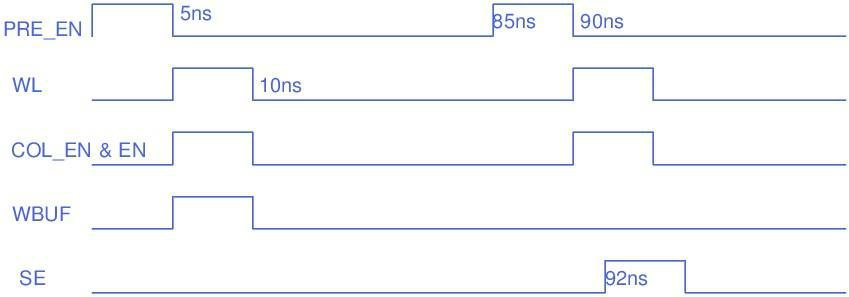 PRE_EN 5ns 85ns 90ns
WL 10ns
COL_EN & EN
WBUF
SE 92ns